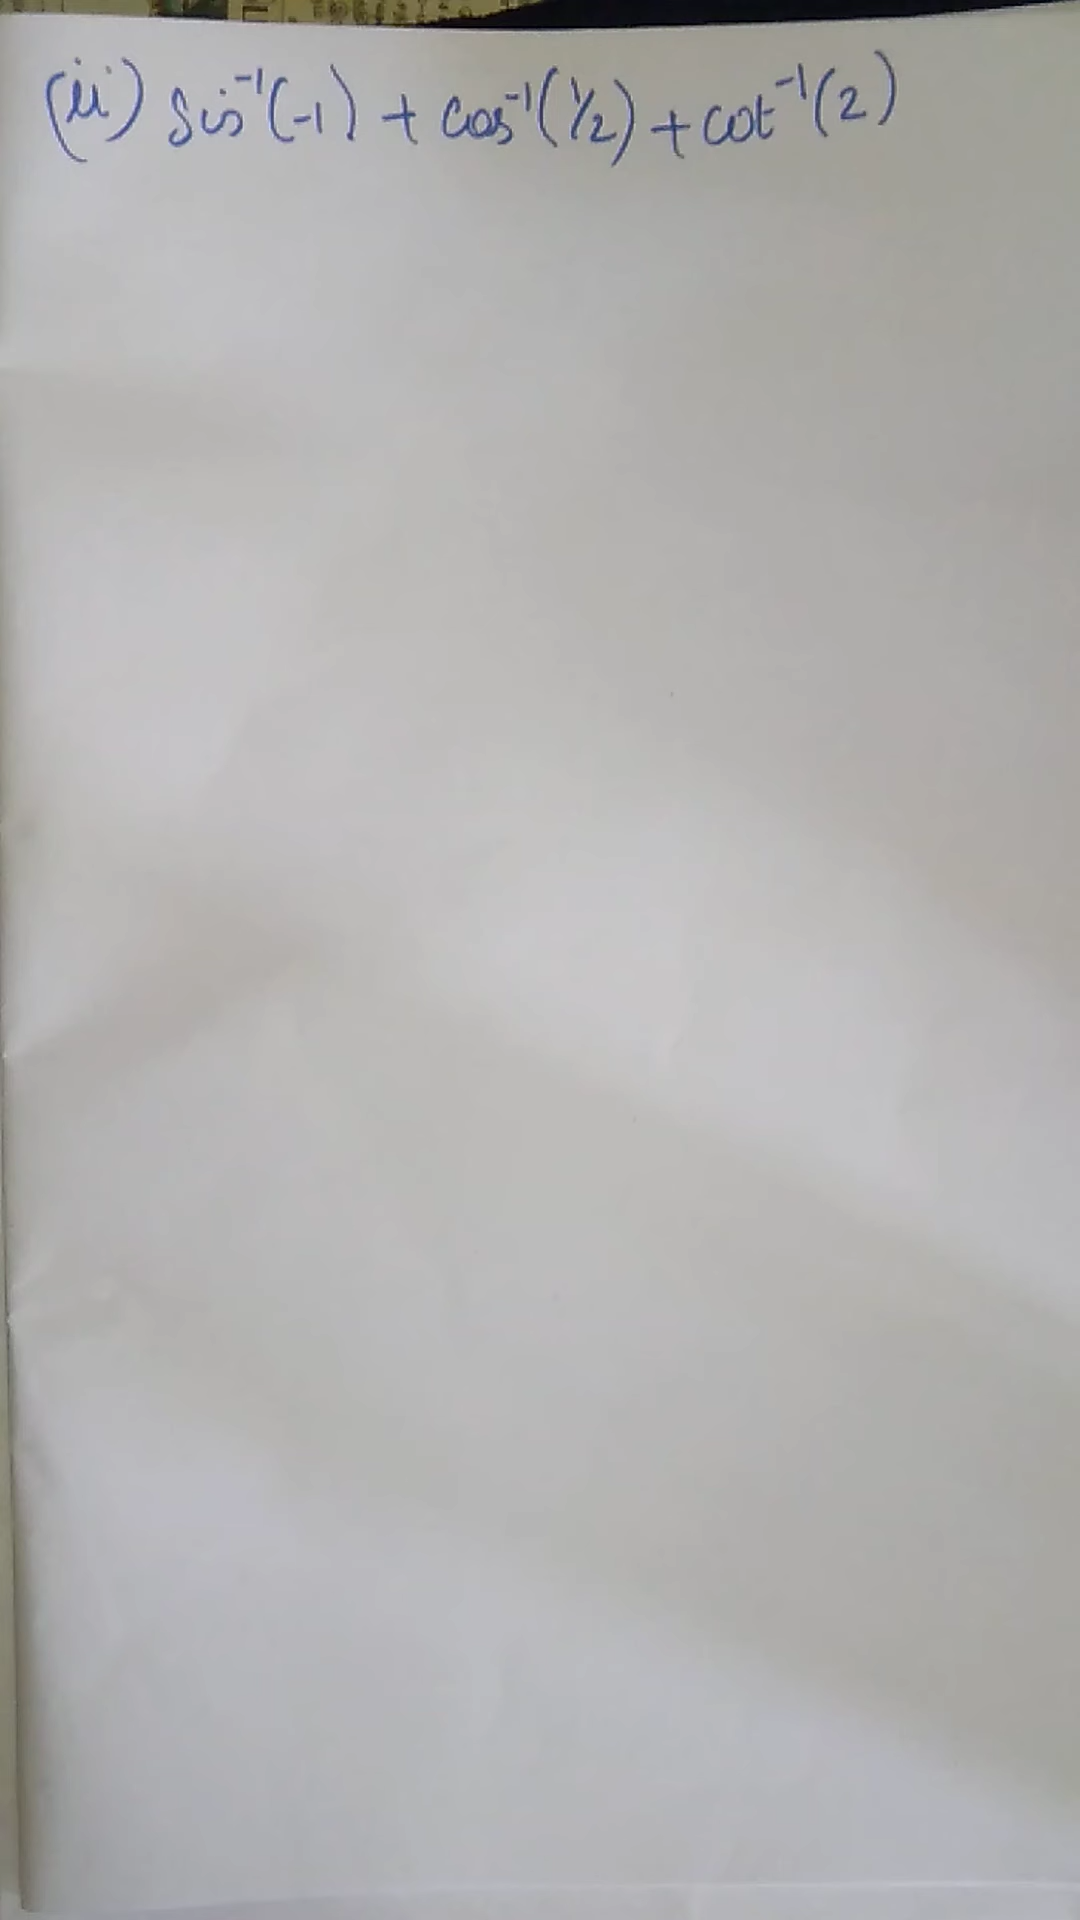 (ii) sin⁻¹(-1) + cos⁻¹(1/2) + cot⁻¹(2)